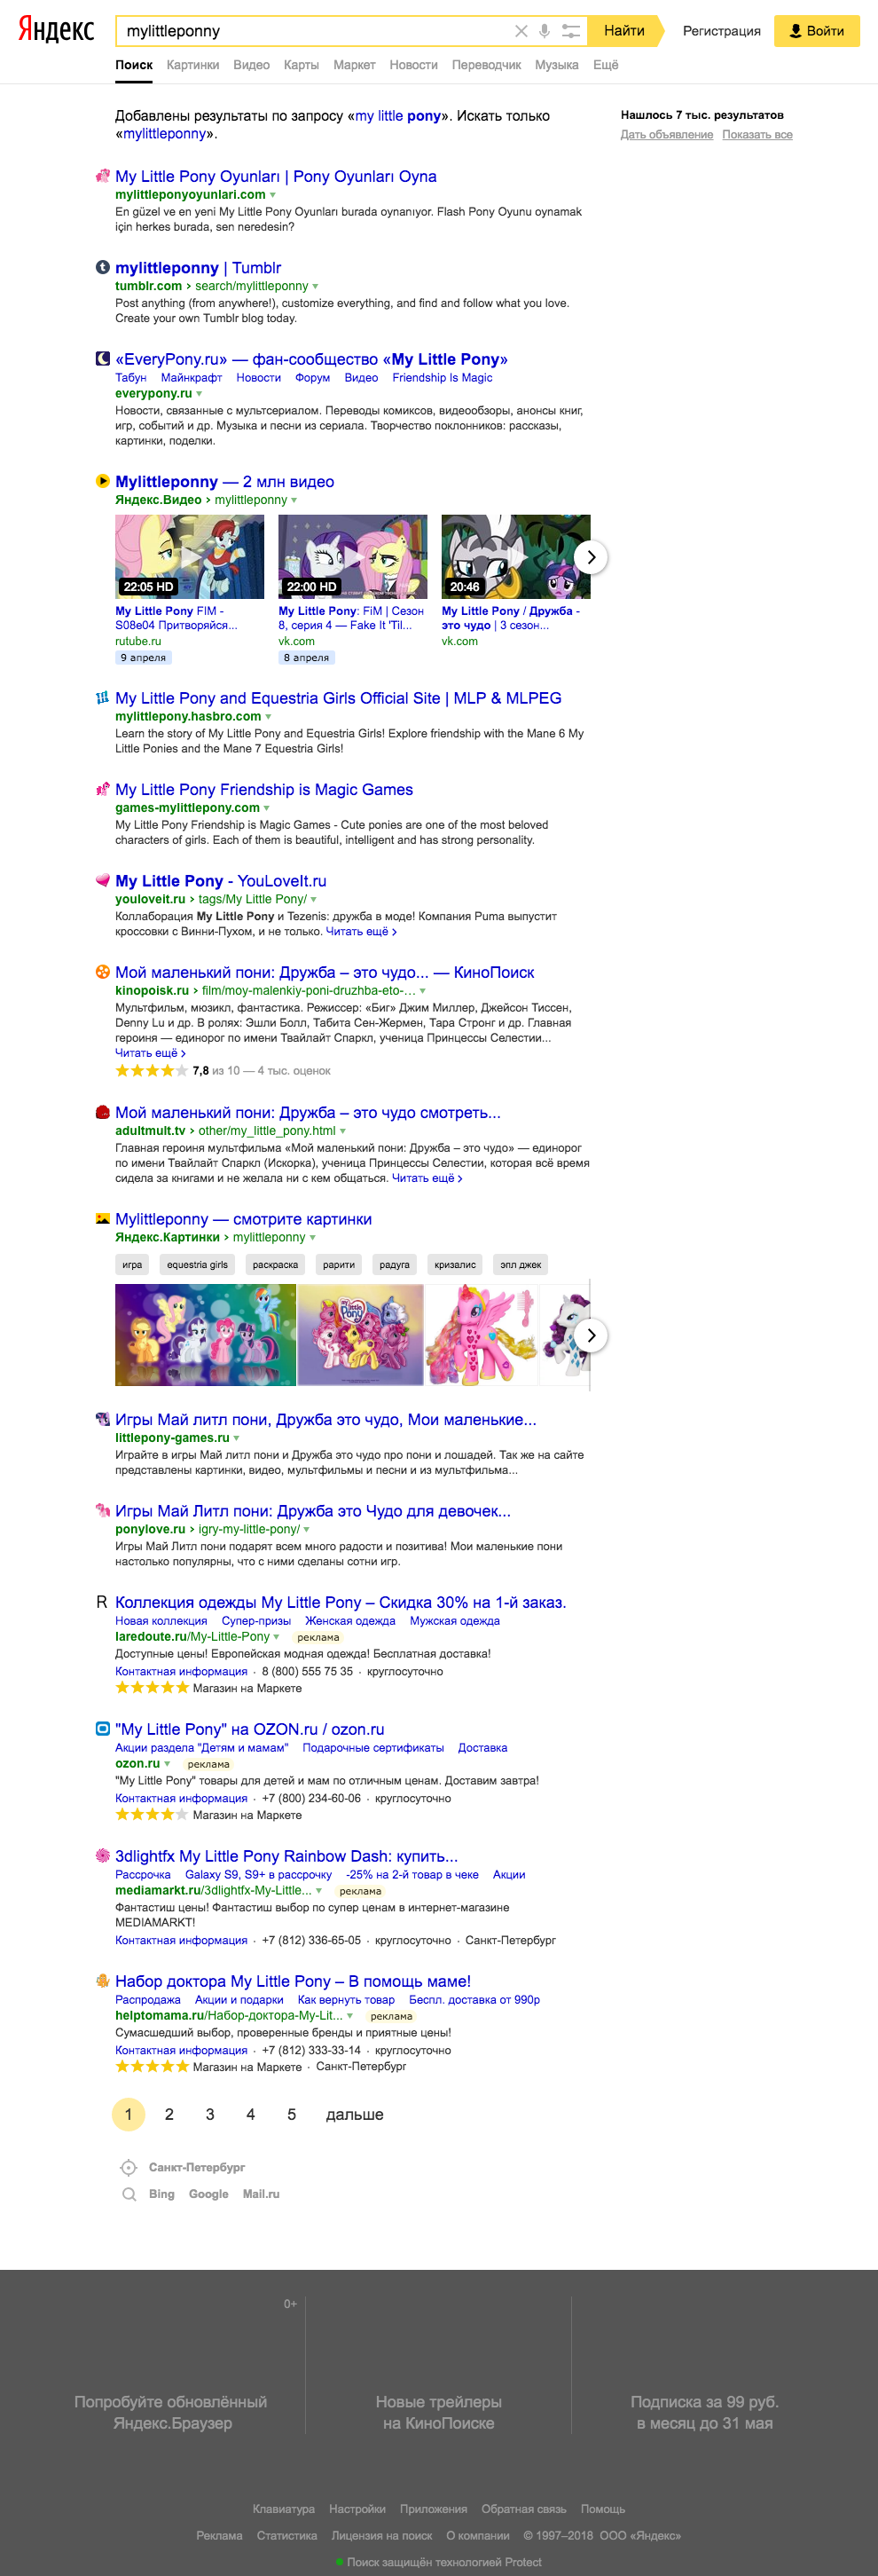 Яндекс
mylittleponny
Найти
Регистрация
Войти
Поиск Картинки Видео Карты Маркет Новости Переводчик Музыка Ещё
Добавлены результаты по запросу «my little pony». Искать только
«mylittleponny».
Нашлось 7 тыс. результатов
Дать объявление Показать все
My Little Pony Oyunları | Pony Oyunları Oyna
mylittleponyoyunlari.com
En güzel ve en yeni My Little Pony Oyunları burada oynanıyor. Flash Pony Oyunu oynamak
için herkes burada, sen neredesin?
mylittleponny | Tumblr
tumblr.com › search/mylittleponny
Post anything (from anywhere!), customize everything, and find and follow what you love.
Create your own Tumblr blog today.
«EveryPony.ru» — фан-сообщество «My Little Pony»
Табун Майнкрафт Новости Форум Видео Friendship Is Magic
everypony.ru
Новости, связанные с мультсериалом. Переводы комиксов, видеообзоры, анонсы книг,
игр, событий и др. Музыка и песни из сериала. Творчество поклонников: рассказы,
картинки, поделки.
Mylittleponny — 2 млн видео
Яндекс.Видео › mylittleponny
22:05 HD
22:00 HD
20:46
My Little Pony FIM -
S08e04 Притворяйся...
rutube.ru
9 апреля
My Little Pony: FiM | Сезон
8, серия 4 — Fake It 'Til...
vk.com
8 апреля
My Little Pony / Дружба -
это чудо | 3 сезон...
vk.com
My Little Pony and Equestria Girls Official Site | MLP & MLPEG
mylittlepony.hasbro.com
Learn the story of My Little Pony and Equestria Girls! Explore friendship with the Mane 6 My
Little Ponies and the Mane 7 Equestria Girls!
My Little Pony Friendship is Magic Games
games-mylittlepony.com
My Little Pony Friendship is Magic Games - Cute ponies are one of the most beloved
characters of girls. Each of them is beautiful, intelligent and has strong personality.
My Little Pony - YouLoveIt.ru
youloveit.ru › tags/My Little Pony/
Коллаборация My Little Pony и Tezenis: дружба в моде! Компания Puma выпустит
кроссовки с Винни-Пухом, и не только. Читать ещё ›
Мой маленький пони: Дружба – это чудо... — КиноПоиск
kinopoisk.ru › film/moy-malenkiy-poni-druzhba-eto-…
Мультфильм, мюзикл, фантастика. Режиссер: «Биг» Джим Миллер, Джейсон Тиссен,
Denny Lu и др. В ролях: Эшли Болл, Табита Сен-Жермен, Тара Стронг и др. Главная
героиня — единорог по имени Твайлайт Спаркл, ученица Принцессы Селестии...
Читать ещё ›
7,8 из 10 — 4 тыс. оценок
Мой маленький пони: Дружба – это чудо смотреть...
adultmult.tv › other/my_little_pony.html
Главная героиня мультфильма «Мой маленький пони: Дружба – это чудо» — единорог
по имени Твайлайт Спаркл (Искорка), ученица Принцессы Селестии, которая всё время
сидела за книгами и не желала ни с кем общаться. Читать ещё ›
Mylittleponny — смотрите картинки
Яндекс.Картинки › mylittleponny
игра equestria girls раскраска рарити радуга кризалис эпл джек
my little Pony
Игры Май литл пони, Дружба это чудо, Мои маленькие...
littlepony-games.ru
Играйте в игры Май литл пони и Дружба это чудо про пони и лошадей. Так же на сайте
представлены картинки, видео, мультфильмы и песни и из мультфильма...
Игры Май Литл пони: Дружба это Чудо для девочек...
ponylove.ru › igry-my-little-pony/
Игры Май Литл пони подарят всем много радости и позитива! Мои маленькие пони
настолько популярны, что с ними сделаны сотни игр.
R Коллекция одежды My Little Pony – Скидка 30% на 1-й заказ.
Новая коллекция Супер-призы Женская одежда Мужская одежда
laredoute.ru/My-Little-Pony реклама
Доступные цены! Европейская модная одежда! Бесплатная доставка!
Контактная информация · 8 (800) 555 75 35 · круглосуточно
Магазин на Маркете
"My Little Pony" на OZON.ru / ozon.ru
Акции раздела "Детям и мамам" Подарочные сертификаты Доставка
ozon.ru реклама
"My Little Pony" товары для детей и мам по отличным ценам. Доставим завтра!
Контактная информация · +7 (800) 234-60-06 · круглосуточно
Магазин на Маркете
3dlightfx My Little Pony Rainbow Dash: купить...
Рассрочка Galaxy S9, S9+ в рассрочку -25% на 2-й товар в чеке Акции
mediamarkt.ru/3dlightfx-My-Little... реклама
Фантастиш цены! Фантастиш выбор по супер ценам в интернет-магазине
MEDIAMARKT!
Контактная информация · +7 (812) 336-65-05 · круглосуточно · Санкт-Петербург
Набор доктора My Little Pony – В помощь маме!
Распродажа Акции и подарки Как вернуть товар Беспл. доставка от 990р
helptomama.ru/Набор-доктора-My-Lit... реклама
Сумасшедший выбор, проверенные бренды и приятные цены!
Контактная информация · +7 (812) 333-33-14 · круглосуточно
Магазин на Маркете · Санкт-Петербург
1 2 3 4 5 дальше
Санкт-Петербург
Bing Google Mail.ru
0+
Попробуйте обновлённый
Яндекс.Браузер
Новые трейлеры
на КиноПоиске
Подписка за 99 руб.
в месяц до 31 мая
Клавиатура Настройки Приложения Обратная связь Помощь
Реклама Статистика Лицензия на поиск О компании © 1997–2018 ООО «Яндекс»
Поиск защищён технологией Protect